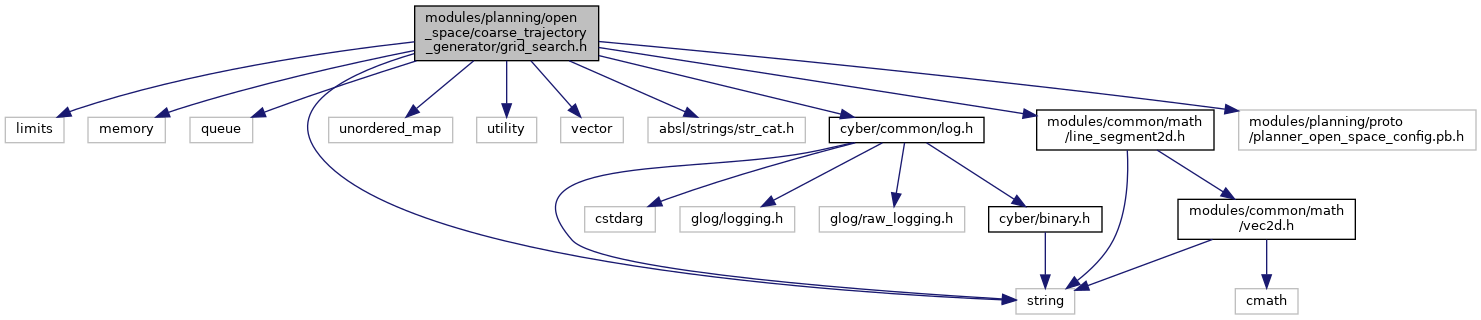 modules/planning/open
_space/coarse_trajectory
_generator/grid_search.h
limits
memory
queue
unordered_map
utility
vector
absl/strings/str_cat.h
cyber/common/log.h
modules/common/math
/line_segment2d.h
modules/planning/proto
/planner_open_space_config.pb.h
cstdarg
glog/logging.h
glog/raw_logging.h
cyber/binary.h
modules/common/math
/vec2d.h
string
cmath